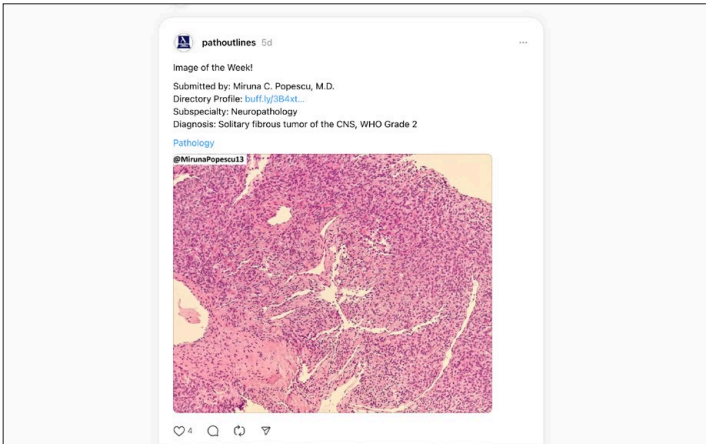 pathoutlines 5d
Image of the Week!
Submitted by: Miruna C. Popescu, M.D.
Directory Profile: buff.ly/3B4xt...
Subspecialty: Neuropathology
Diagnosis: Solitary fibrous tumor of the CNS, WHO Grade 2
Pathology
@MirunaPopescu13
4